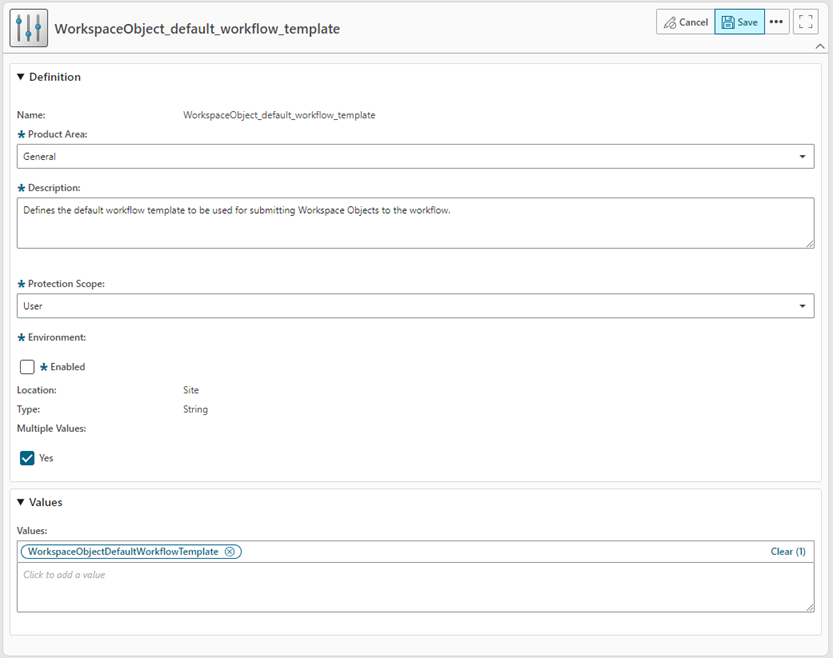 WorkspaceObject_default_workflow_template
Cancel
Save
Definition
Name: WorkspaceObject_default_workflow_template
* Product Area:
General
* Description:
Defines the default workflow template to be used for submitting Workspace Objects to the workflow.
* Protection Scope:
User
* Environment:
* Enabled
Location: Site
Type: String
Multiple Values:
Yes
Values
Values:
WorkspaceObjectDefaultWorkflowTemplate Clear (1)
Click to add a value